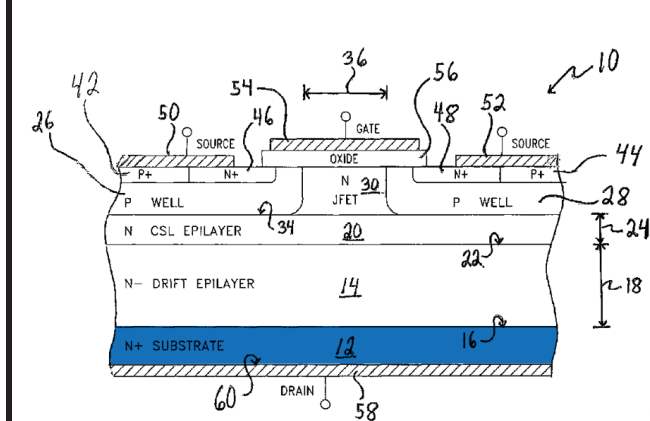 36
10
42
50
54
46
56
48
52
26
SOURCE
GATE
SOURCE
OXIDE
44
P+
N+
N
30
N+
P+
P WELL
JFET
P WELL
28
34
N CSL EPILAYER
20
22
24
N- DRIFT EPILAYER
14
18
16
N+ SUBSTRATE
12
60
DRAIN
58